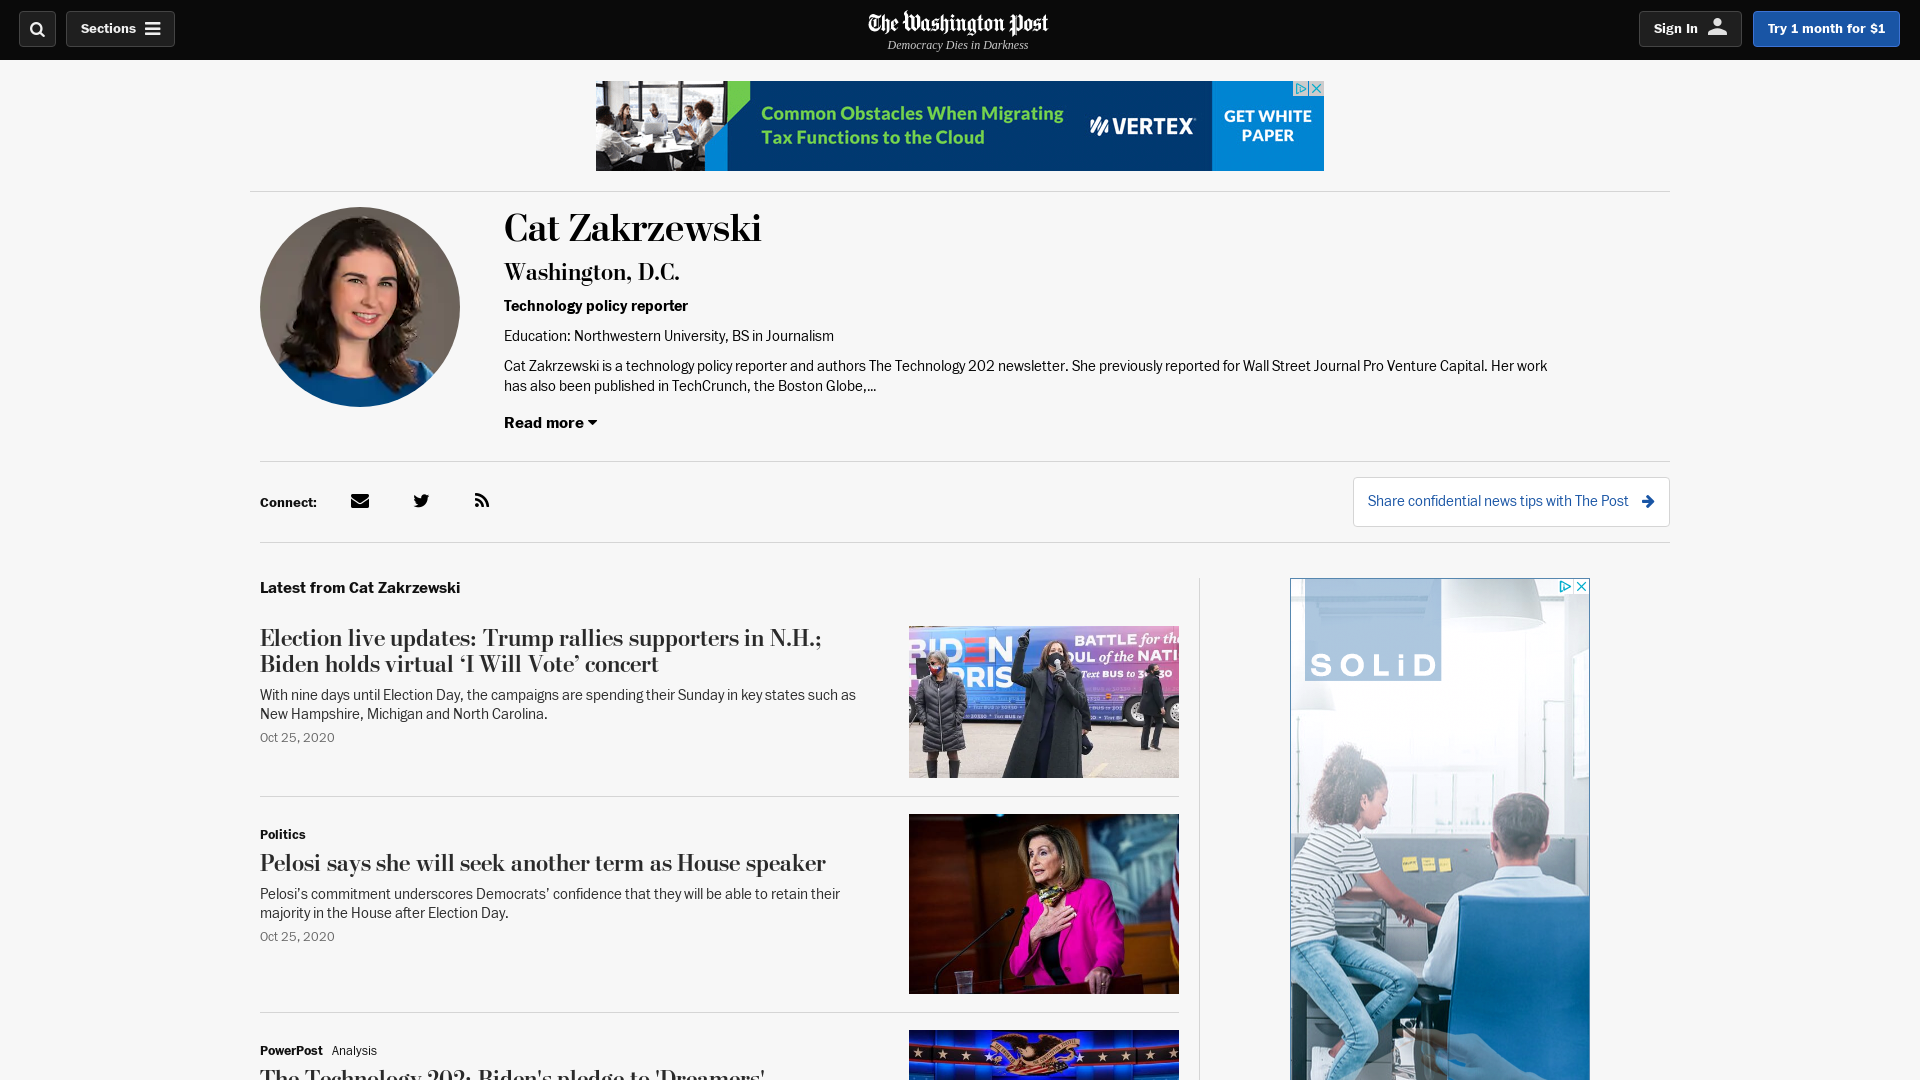 Sections
The Washington Post
Democracy Dies in Darkness
Sign In
Try 1 month for $1
Common Obstacles When Migrating
Tax Functions to the Cloud
VERTEX
GET WHITE
PAPER
Cat Zakrzewski
Washington, D.C.
Technology policy reporter
Education: Northwestern University, BS in Journalism
Cat Zakrzewski is a technology policy reporter and authors The Technology 202 newsletter. She previously reported for Wall Street Journal Pro Venture Capital. Her work
has also been published in TechCrunch, the Boston Globe,...
Read more
Connect:
Share confidential news tips with The Post
Latest from Cat Zakrzewski
Election live updates: Trump rallies supporters in N.H.;
Biden holds virtual ‘I Will Vote’ concert
With nine days until Election Day, the campaigns are spending their Sunday in key states such as
New Hampshire, Michigan and North Carolina.
Oct 25, 2020
BIDEN
BATTLE for the
OUL of the NATI
Politics
Pelosi says she will seek another term as House speaker
Pelosi’s commitment underscores Democrats’ confidence that they will be able to retain their
majority in the House after Election Day.
Oct 25, 2020
PowerPost Analysis
The Technology 202: Biden's pledge to 'Dreamers'
SOLiD